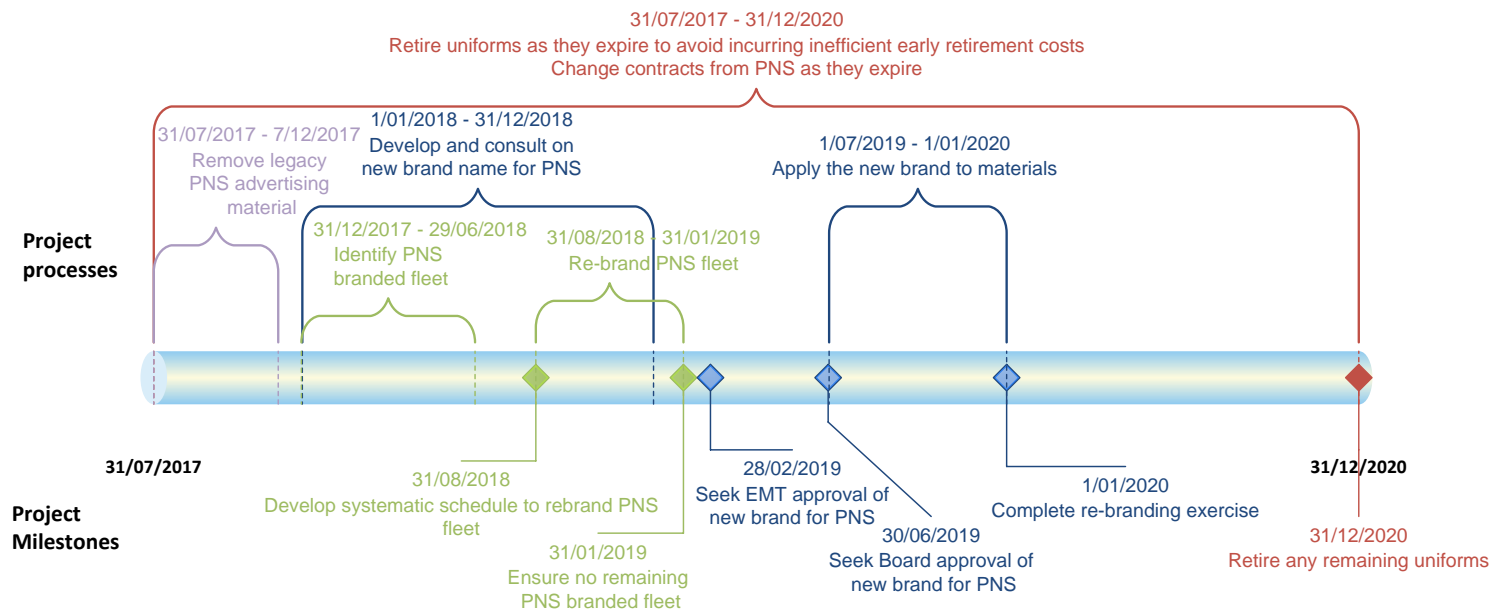 31/07/2017 - 31/12/2020
Retire uniforms as they expire to avoid incurring inefficient early retirement costs
Change contracts from PNS as they expire
31/07/2017 - 7/12/2017
Remove legacy
PNS advertising
material
1/01/2018 - 31/12/2018
Develop and consult on
new brand name for PNS
1/07/2019 - 1/01/2020
Apply the new brand to materials
31/12/2017 - 29/06/2018
Identify PNS
branded fleet
31/08/2018 - 31/01/2019
Re-brand PNS fleet
Project
processes
31/07/2017
31/12/2020
Project
Milestones
31/08/2018
Develop systematic schedule to rebrand PNS
fleet
31/01/2019
Ensure no remaining
PNS branded fleet
28/02/2019
Seek EMT approval of
new brand for PNS
30/06/2019
Seek Board approval of
new brand for PNS
1/01/2020
Complete re-branding exercise
31/12/2020
Retire any remaining uniforms